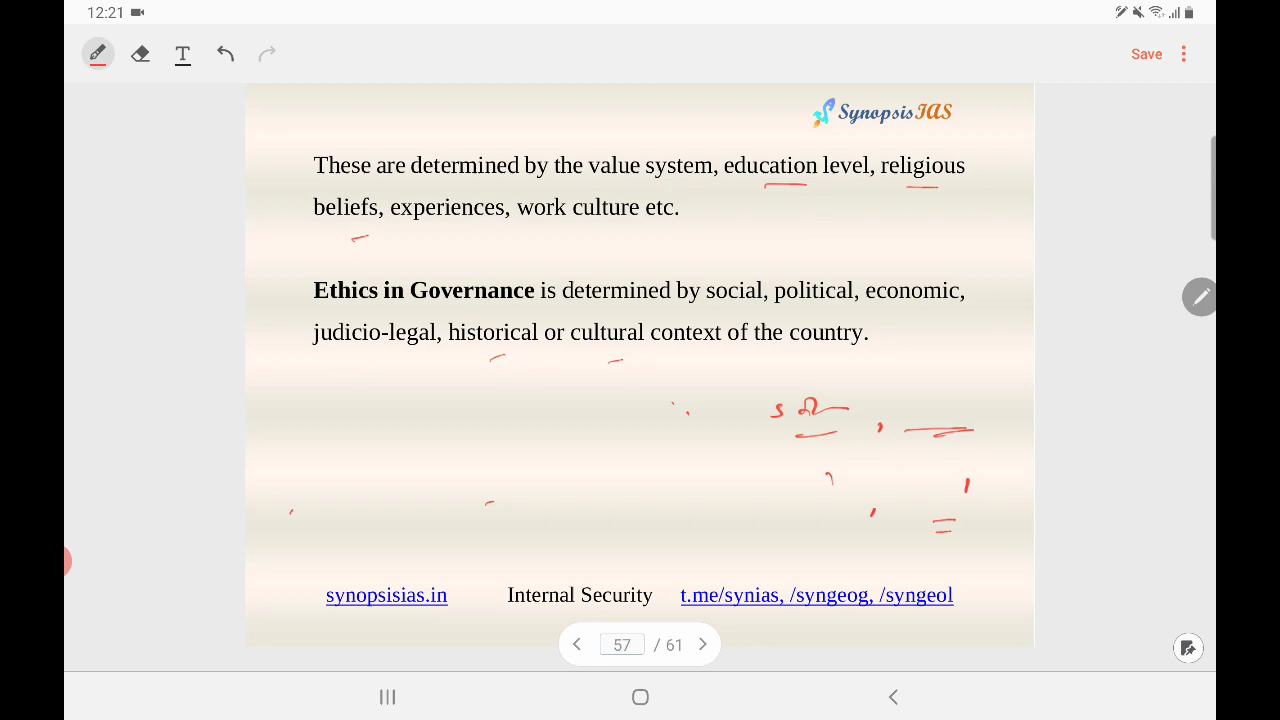 12:21
T
Save
SynopsisIAS
These are determined by the value system, education level, religious
beliefs, experiences, work culture etc.
Ethics in Governance is determined by social, political, economic,
judicio-legal, historical or cultural context of the country.
synopsisias.in Internal Security t.me/synias, /syngeog, /syngeol
57 / 61